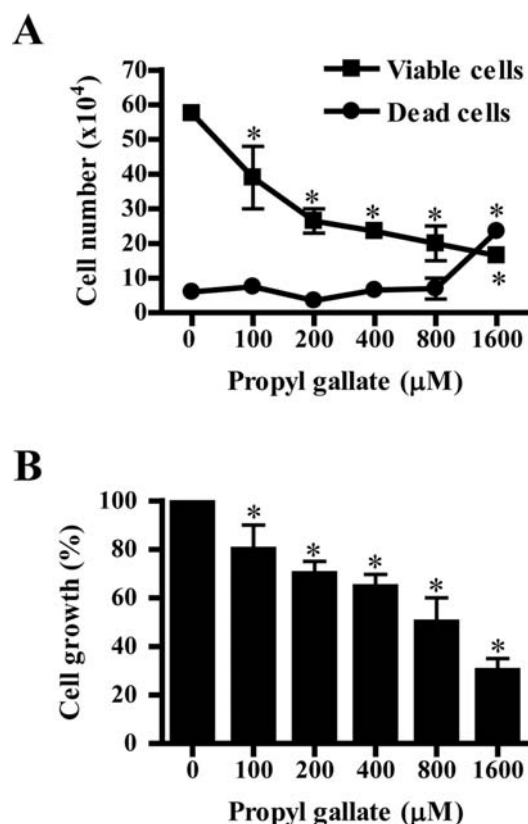 A
Viable cells
Dead cells
Cell number (x10⁴)
70
60
50
40
30
20
10
0
* * * * * *
0 100 200 400 800 1600
Propyl gallate (μM)
B
Cell growth (%)
100
80
60
40
20
0
* * * * *
0 100 200 400 800 1600
Propyl gallate (μM)